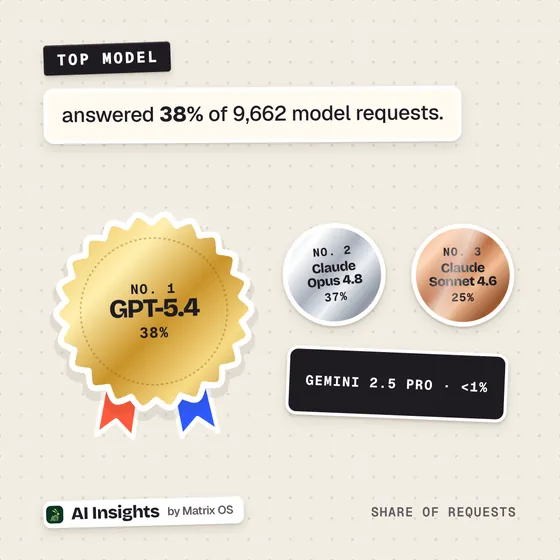 TOP MODEL
answered 38% of 9,662 model requests.
NO. 1
GPT-5.4
38%
NO. 2
Claude
Opus 4.8
37%
NO. 3
Claude
Sonnet 4.6
25%
GEMINI 2.5 PRO · <1%
AI Insights by Matrix OS
SHARE OF REQUESTS